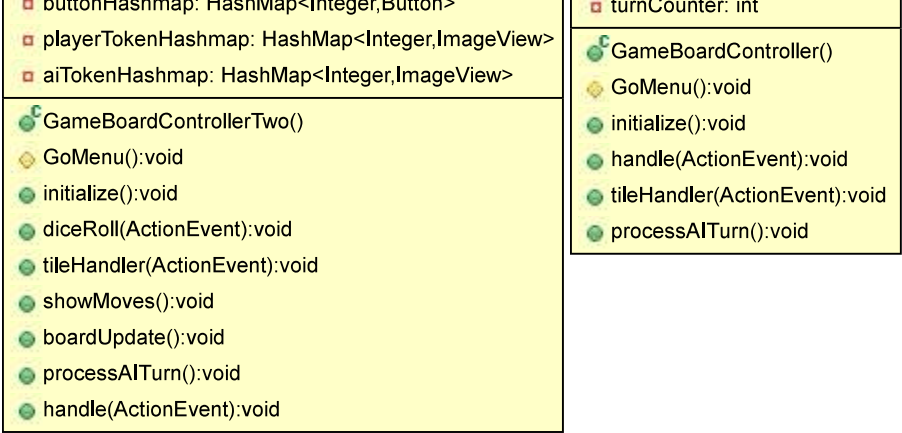 buttonHashmap: HashMap<Integer,Button>
playerTokenHashmap: HashMap<Integer,ImageView>
aiTokenHashmap: HashMap<Integer,ImageView>
C
GameBoardControllerTwo()
GoMenu():void
initialize():void
diceRoll(ActionEvent):void
tileHandler(ActionEvent):void
showMoves():void
boardUpdate():void
processAITurn():void
handle(ActionEvent):void
turnCounter: int
C
GameBoardController()
GoMenu():void
initialize():void
handle(ActionEvent):void
tileHandler(ActionEvent):void
processAITurn():void